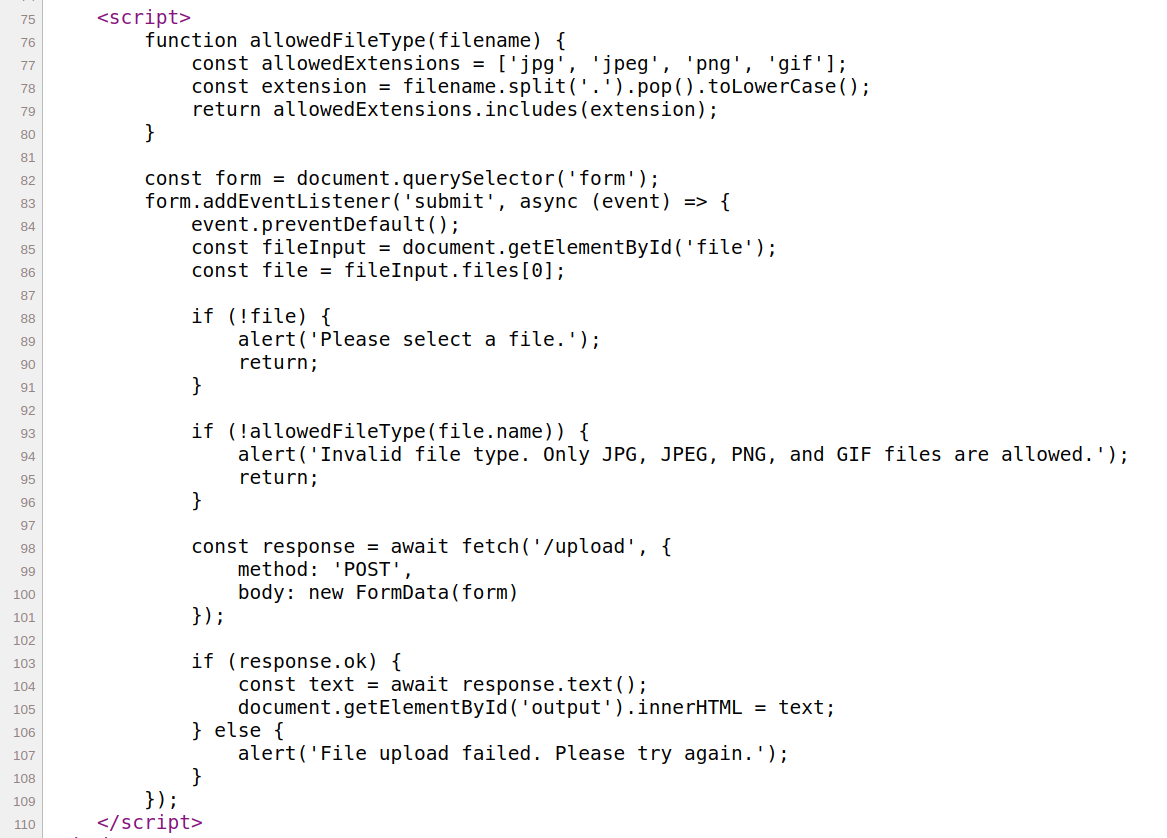 75 <script>
76 function allowedFileType(filename) {
77 const allowedExtensions = ['jpg', 'jpeg', 'png', 'gif'];
78 const extension = filename.split('.').pop().toLowerCase();
79 return allowedExtensions.includes(extension);
80 }
81
82 const form = document.querySelector('form');
83 form.addEventListener('submit', async (event) => {
84 event.preventDefault();
85 const fileInput = document.getElementById('file');
86 const file = fileInput.files[0];
87
88 if (!file) {
89 alert('Please select a file.');
90 return;
91 }
92
93 if (!allowedFileType(file.name)) {
94 alert('Invalid file type. Only JPG, JPEG, PNG, and GIF files are allowed.');
95 return;
96 }
97
98 const response = await fetch('/upload', {
99 method: 'POST',
100 body: new FormData(form)
101 });
102
103 if (response.ok) {
104 const text = await response.text();
105 document.getElementById('output').innerHTML = text;
106 } else {
107 alert('File upload failed. Please try again.');
108 }
109 });
110 </script>